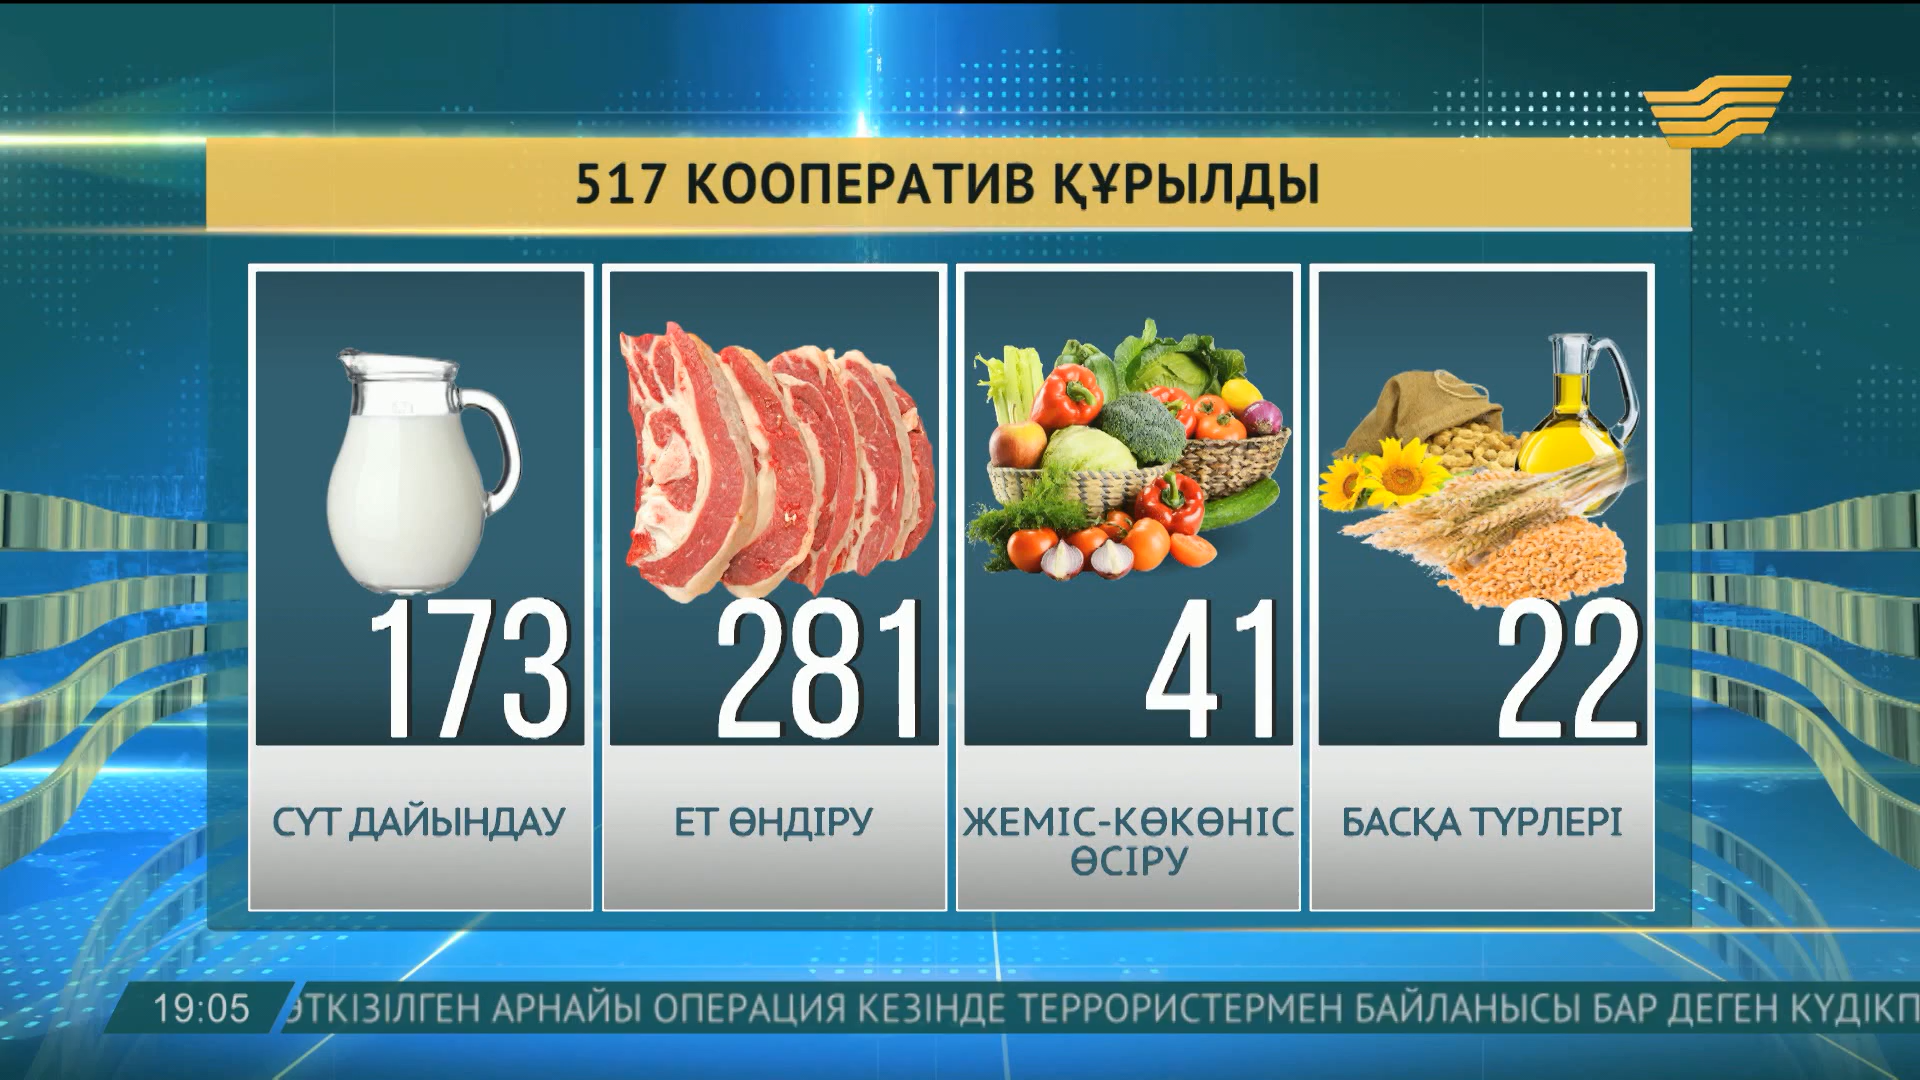 517 КООПЕРАТИВ ҚҰРЫЛДЫ
173
281
41
22
СҮТ ДАЙЫНДАУ
ЕТ ӨНДІРУ
ЖЕМІС-КӨКӨНІС
ӨСІРУ
БАСҚА ТҮРЛЕРІ
19:05
ӨТКІЗІЛГЕН АРНАЙЫ ОПЕРАЦИЯ КЕЗІНДЕ ТЕРРОРИСТЕРМЕН БАЙЛАНЫСЫ БАР ДЕГЕН